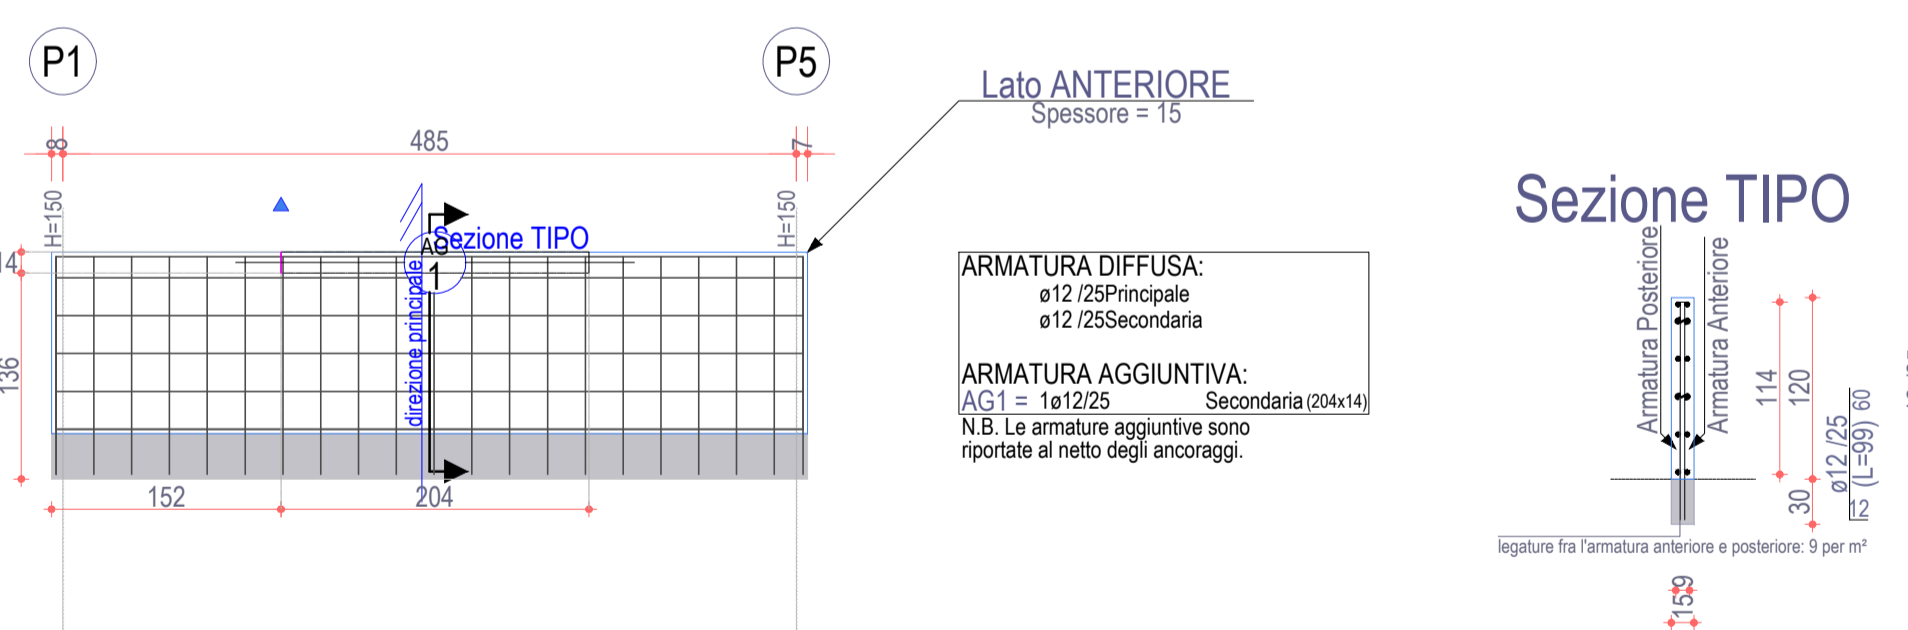 P1
P5
8
485
7
H=150
H=150
14
136
AG
1
Sezione TIPO
direzione principale
152
204
Lato ANTERIORE
Spessore = 15
ARMATURA DIFFUSA:
ø12 /25Principale
ø12 /25Secondaria
ARMATURA AGGIUNTIVA:
AG1 = 1ø12/25 Secondaria (204x14)
N.B. Le armature aggiuntive sono
riportate al netto degli ancoraggi.
Sezione TIPO
Armatura Posteriore
Armatura Anteriore
114
120
30
ø12 /25
(L=99) 60
12
legature fra l'armatura anteriore e posteriore: 9 per m²
9
15